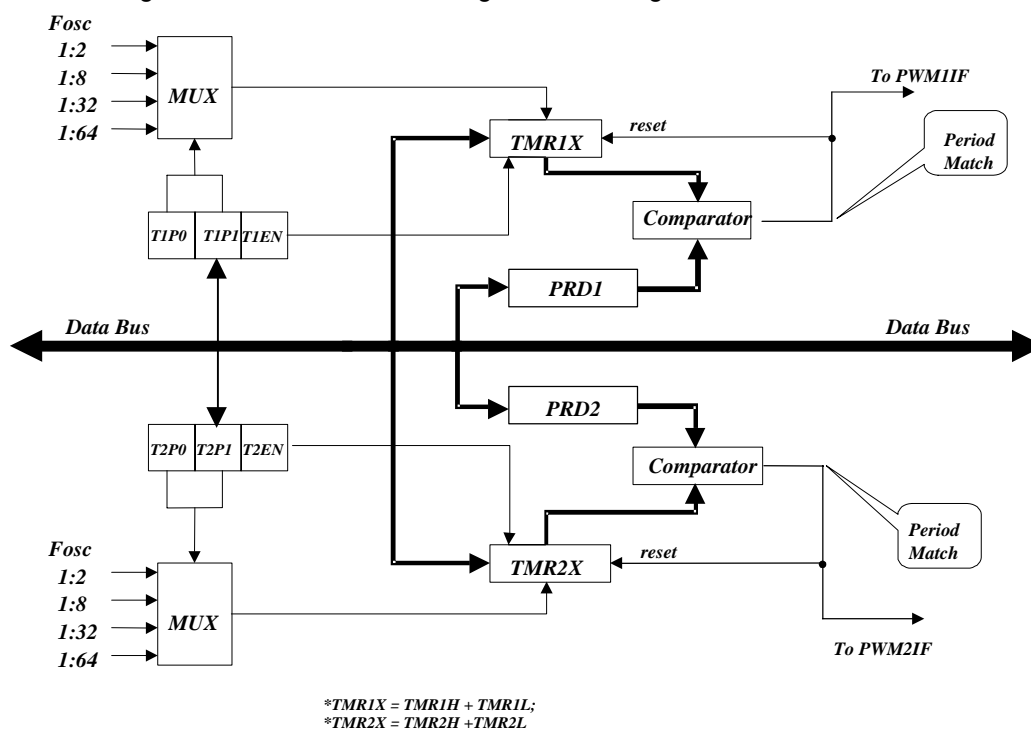 Fosc
1:2
1:8
1:32
1:64
MUX
To PWM1IF
TMR1X
reset
Period
Match
Comparator
T1P0 T1P1 T1EN
PRD1
Data Bus
Data Bus
PRD2
T2P0 T2P1 T2EN
Comparator
Period
Match
Fosc
1:2
1:8
1:32
1:64
MUX
TMR2X
reset
To PWM2IF
*TMR1X = TMR1H + TMR1L;
*TMR2X = TMR2H +TMR2L